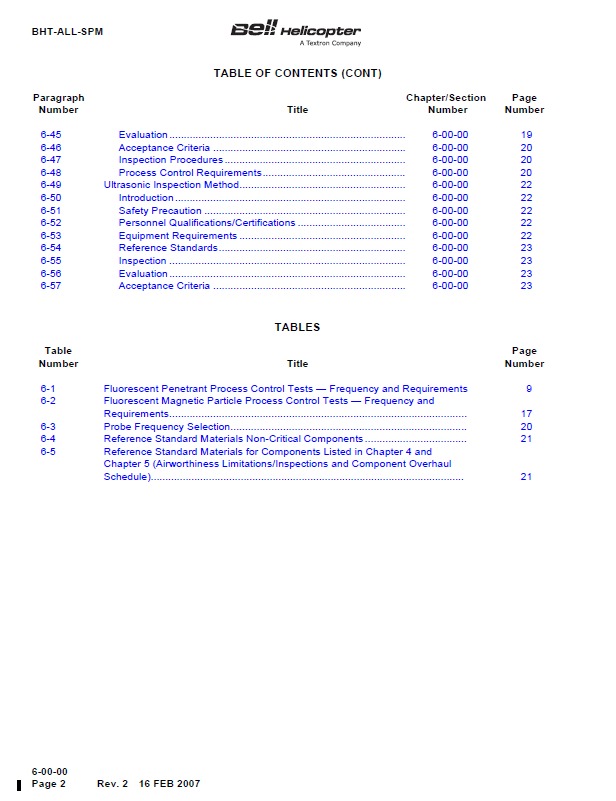 BHT-ALL-SPM
Bell Helicopter
A Textron Company
TABLE OF CONTENTS (CONT)
Paragraph Chapter/Section Page
Number Title Number Number
6-45 Evaluation ................................................................................ 6-00-00 19
6-46 Acceptance Criteria .................................................................. 6-00-00 20
6-47 Inspection Procedures .............................................................. 6-00-00 20
6-48 Process Control Requirements ................................................. 6-00-00 20
6-49 Ultrasonic Inspection Method......................................................... 6-00-00 22
6-50 Introduction ............................................................................... 6-00-00 22
6-51 Safety Precaution ..................................................................... 6-00-00 22
6-52 Personnel Qualifications/Certifications ..................................... 6-00-00 22
6-53 Equipment Requirements ......................................................... 6-00-00 22
6-54 Reference Standards................................................................ 6-00-00 23
6-55 Inspection ................................................................................. 6-00-00 23
6-56 Evaluation ................................................................................. 6-00-00 23
6-57 Acceptance Criteria .................................................................. 6-00-00 23
TABLES
Table Page
Number Title Number
6-1 Fluorescent Penetrant Process Control Tests — Frequency and Requirements 9
6-2 Fluorescent Magnetic Particle Process Control Tests — Frequency and
Requirements...................................................................................................... 17
6-3 Probe Frequency Selection................................................................................. 20
6-4 Reference Standard Materials Non-Critical Components ................................... 21
6-5 Reference Standard Materials for Components Listed in Chapter 4 and
Chapter 5 (Airworthiness Limitations/Inspections and Component Overhaul
Schedule)........................................................................................................... 21
6-00-00
Page 2 Rev. 2 16 FEB 2007